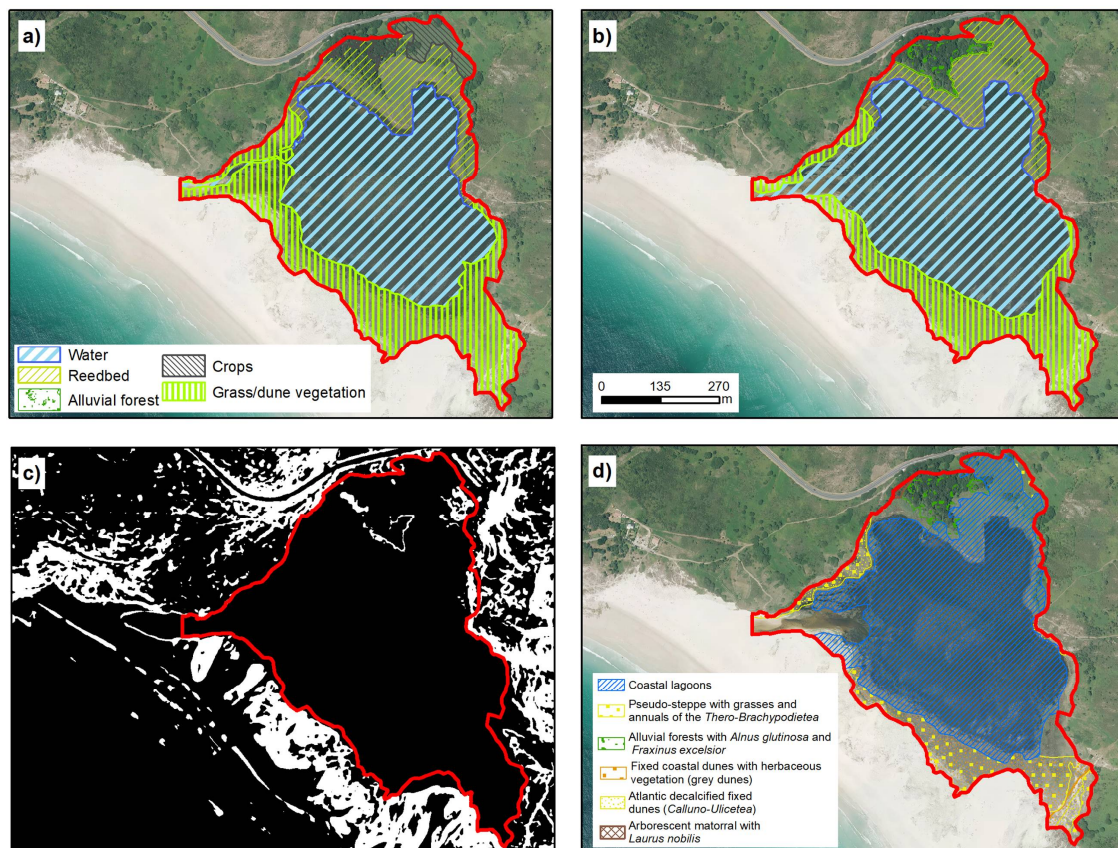 a)
Water
Reedbed
Alluvial forest
Crops
Grass/dune vegetation
b)
0 135 270
m
c)
d)
Coastal lagoons
Pseudo-steppe with grasses and
annuals of the Thero-Brachypodietea
Alluvial forests with Alnus glutinosa and
Fraxinus excelsior
Fixed coastal dunes with herbaceous
vegetation (grey dunes)
Atlantic decalcified fixed
dunes (Calluno-Ulicetea)
Arborescent matorral with
Laurus nobilis